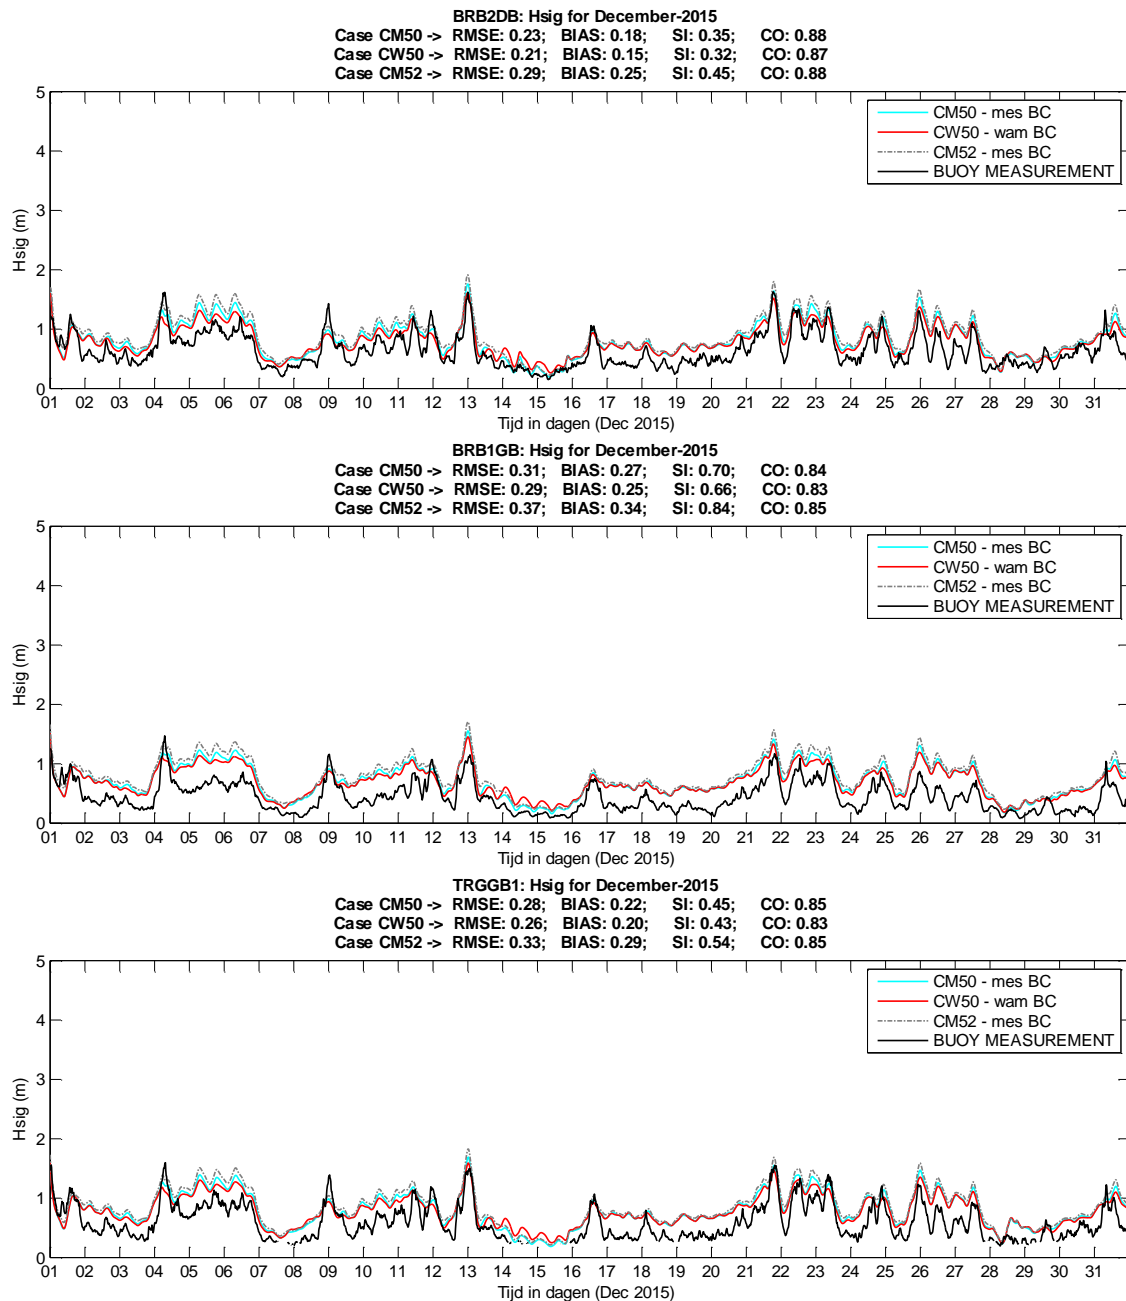 BRB2DB: Hsig for December-2015
Case CM50 -> RMSE: 0.23; BIAS: 0.18; SI: 0.35; CO: 0.88
Case CW50 -> RMSE: 0.21; BIAS: 0.15; SI: 0.32; CO: 0.87
Case CM52 -> RMSE: 0.29; BIAS: 0.25; SI: 0.45; CO: 0.88
5
4
3
2
1
0
Hsig (m)
CM50 - mes BC
CW50 - wam BC
CM52 - mes BC
BUOY MEASUREMENT
01 02 03 04 05 06 07 08 09 10 11 12 13 14 15 16 17 18 19 20 21 22 23 24 25 26 27 28 29 30 31
Tijd in dagen (Dec 2015)
BRB1GB: Hsig for December-2015
Case CM50 -> RMSE: 0.31; BIAS: 0.27; SI: 0.70; CO: 0.84
Case CW50 -> RMSE: 0.29; BIAS: 0.25; SI: 0.66; CO: 0.83
Case CM52 -> RMSE: 0.37; BIAS: 0.34; SI: 0.84; CO: 0.85
5
4
3
2
1
0
Hsig (m)
CM50 - mes BC
CW50 - wam BC
CM52 - mes BC
BUOY MEASUREMENT
01 02 03 04 05 06 07 08 09 10 11 12 13 14 15 16 17 18 19 20 21 22 23 24 25 26 27 28 29 30 31
Tijd in dagen (Dec 2015)
TRGGB1: Hsig for December-2015
Case CM50 -> RMSE: 0.28; BIAS: 0.22; SI: 0.45; CO: 0.85
Case CW50 -> RMSE: 0.26; BIAS: 0.20; SI: 0.43; CO: 0.83
Case CM52 -> RMSE: 0.33; BIAS: 0.29; SI: 0.54; CO: 0.85
5
4
3
2
1
0
Hsig (m)
CM50 - mes BC
CW50 - wam BC
CM52 - mes BC
BUOY MEASUREMENT
01 02 03 04 05 06 07 08 09 10 11 12 13 14 15 16 17 18 19 20 21 22 23 24 25 26 27 28 29 30 31
Tijd in dagen (Dec 2015)